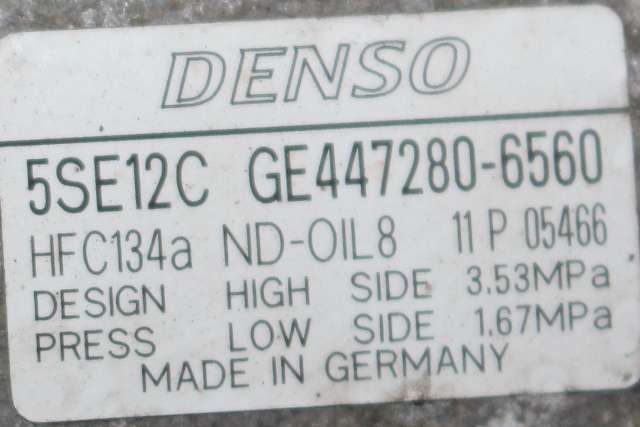 DENSO
5SE12C GE447280-6560
HFC134a ND-OIL8 11 P 05466
DESIGN HIGH SIDE 3.53MPa
PRESS LOW SIDE 1.67MPa
MADE IN GERMANY